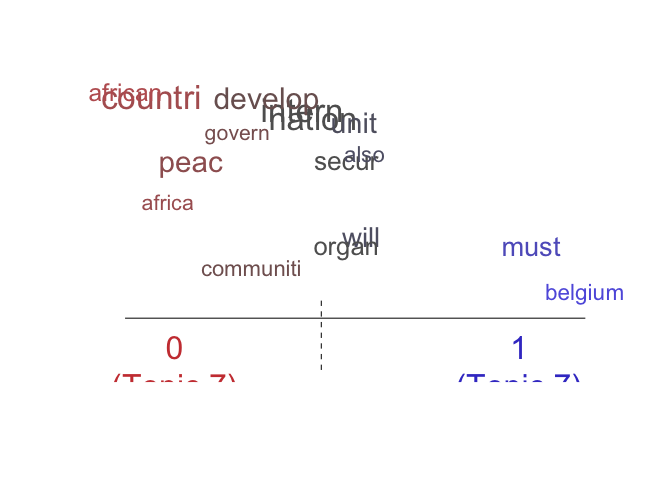 african
countri
develop
intern
nation
unit
govern
also
peac
secur
africa
will
organ
must
communiti
belgium
0
1
(Topic 7)
(Topic 7)